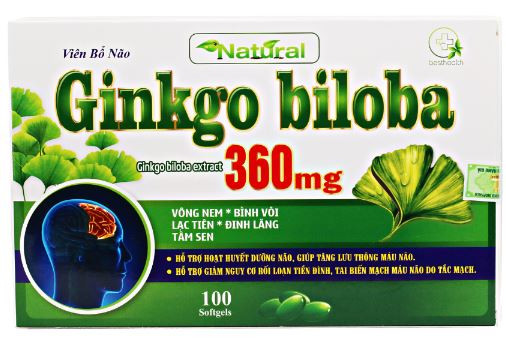 Viên Bổ Não
Natural
besthealth
Ginkgo biloba
Ginkgo biloba extract 360mg
VÔNG NEM * BÌNH VÔI
LẠC TIÊN * ĐINH LĂNG
TÂM SEN
• HỖ TRỢ HOẠT HUYẾT DƯỠNG NÃO, GIÚP TĂNG LƯU THÔNG MÁU NÃO.
• HỖ TRỢ GIẢM NGUY CƠ RỐI LOẠN TIỀN ĐÌNH, TAI BIẾN MẠCH MÁU NÃO DO TẮC MẠCH.
100
Softgels